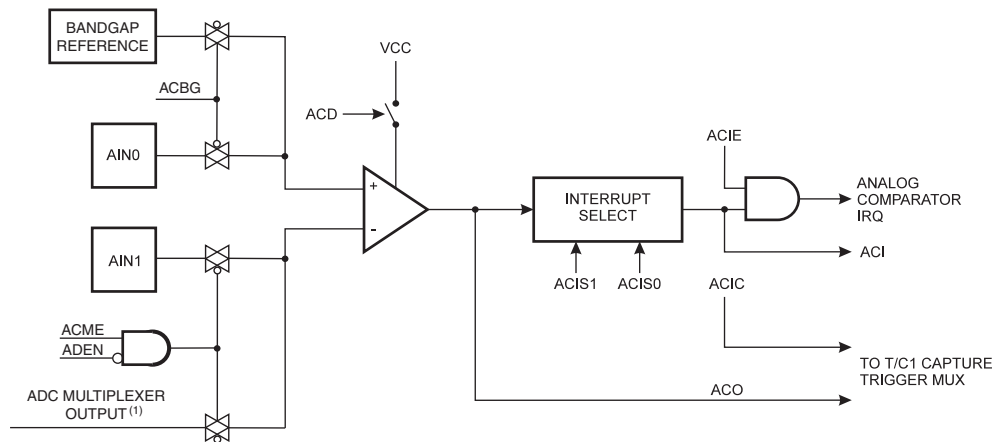 BANDGAP
REFERENCE
ACBG
AIN0
AIN1
ACME
ADEN
ADC MULTIPLEXER
OUTPUT (1)
VCC
ACD
+
-
INTERRUPT
SELECT
ACIS1
ACIS0
ACIE
ANALOG
COMPARATOR
IRQ
ACI
ACIC
TO T/C1 CAPTURE
TRIGGER MUX
ACO